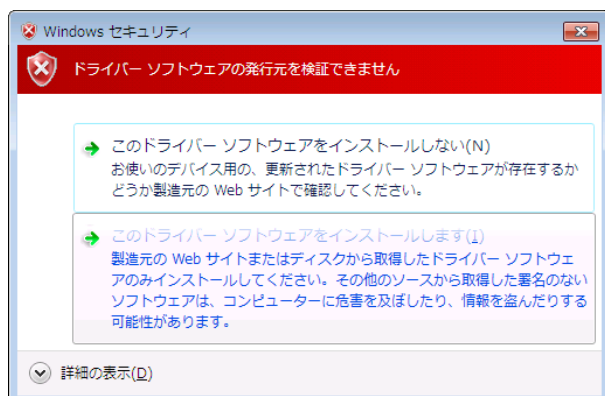 Windows セキュリティ
ドライバー ソフトウェアの発行元を検証できません
このドライバー ソフトウェアをインストールしない(N)
お使いのデバイス用の、更新されたドライバー ソフトウェアが存在するか
どうか製造元の Web サイトで確認してください。
このドライバー ソフトウェアをインストールします(I)
製造元の Web サイトまたはディスクから取得したドライバー ソフトウェ
アのみインストールしてください。その他のソースから取得した署名のない
ソフトウェアは、コンピューターに危害を及ぼしたり、情報を盗んだりする
可能性があります。
詳細の表示(D)